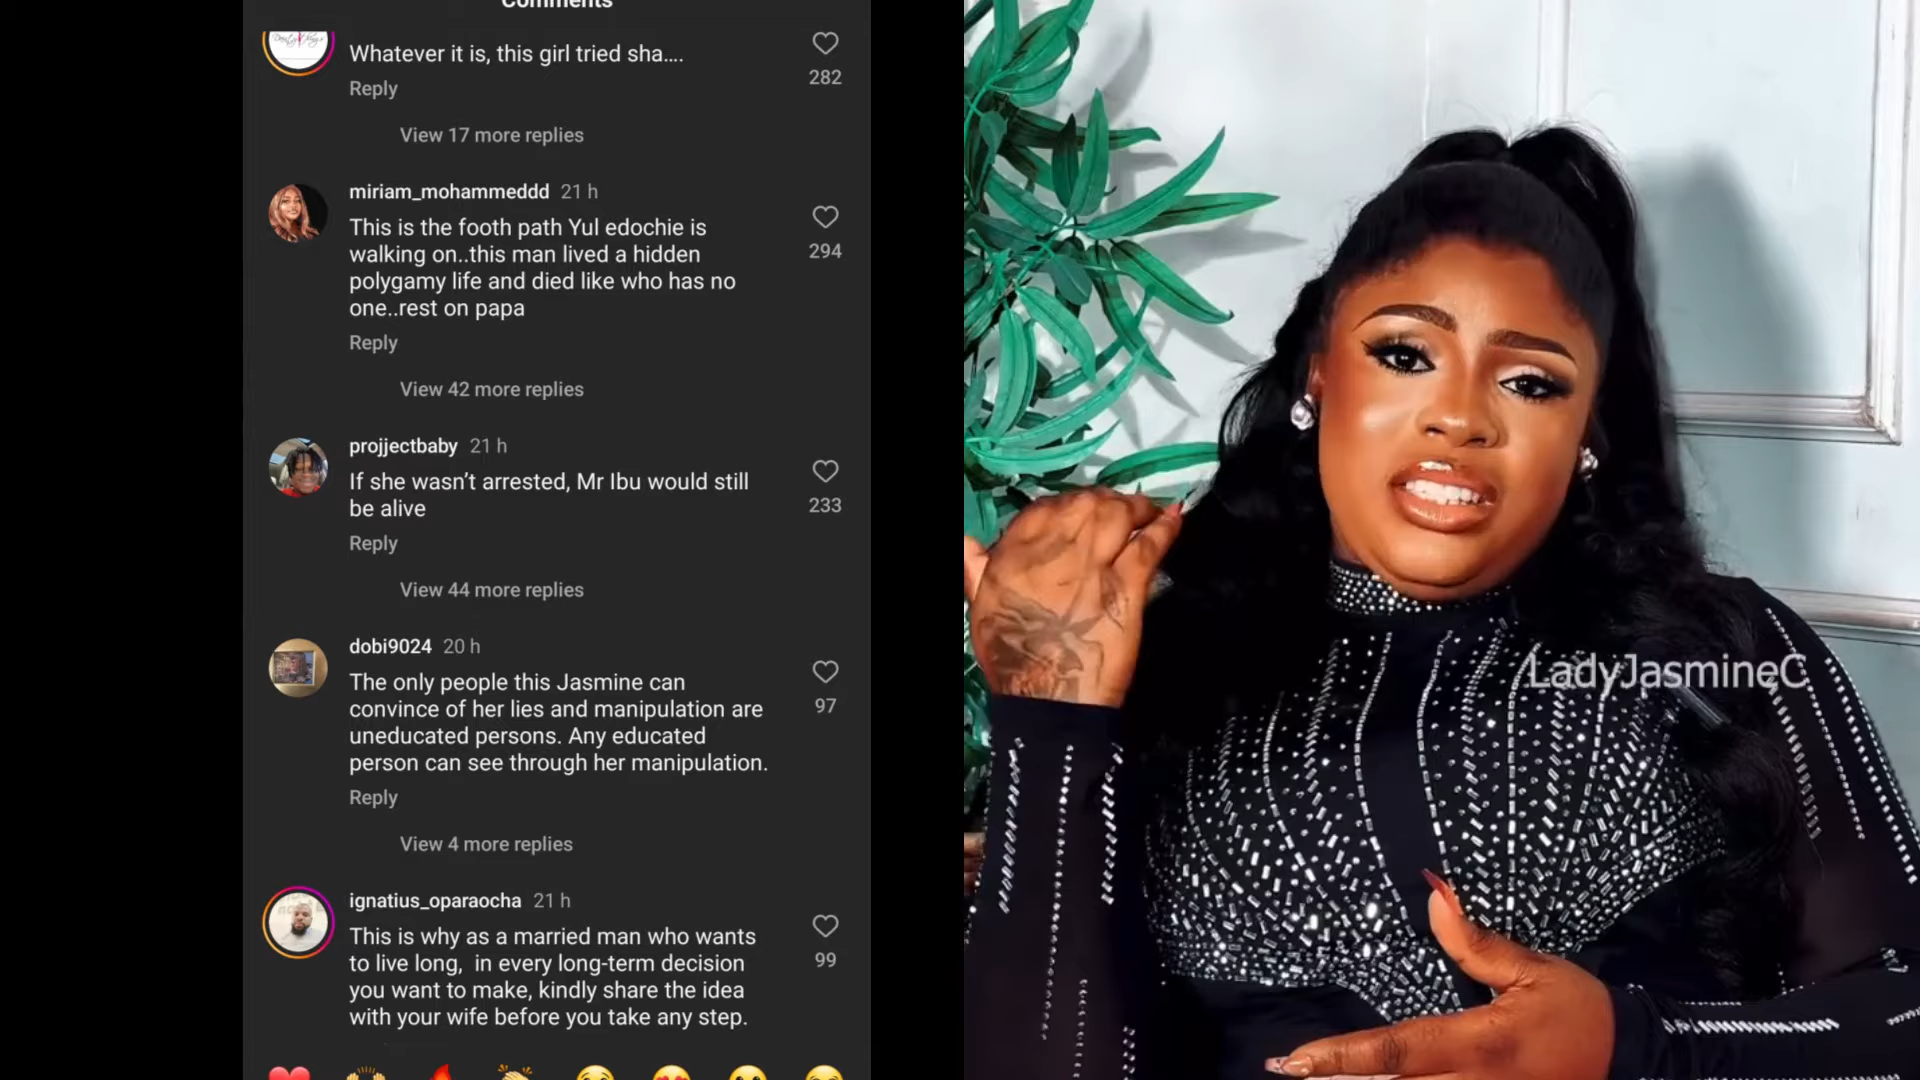 Comments
Whatever it is, this girl tried sha....
282
Reply
View 17 more replies
miriam_mohammeddd 21 h
This is the footh path Yul edochie is
walking on..this man lived a hidden
polygamy life and died like who has no
one..rest on papa
294
Reply
View 42 more replies
projjectbaby 21 h
If she wasn’t arrested, Mr Ibu would still
be alive
233
Reply
View 44 more replies
dobi9024 20 h
The only people this Jasmine can
convince of her lies and manipulation are
uneducated persons. Any educated
person can see through her manipulation.
97
Reply
View 4 more replies
ignatius_oparaocha 21 h
This is why as a married man who wants
to live long,  in every long-term decision
you want to make, kindly share the idea
with your wife before you take any step.
99
LadyJasmineC